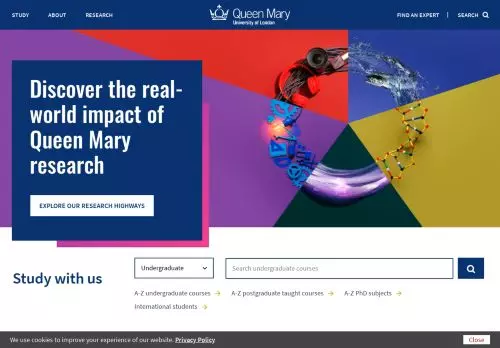 STUDY
ABOUT
RESEARCH
Queen Mary
University of London
FIND AN EXPERT
SEARCH
Discover the real-
world impact of
Queen Mary
research
EXPLORE OUR RESEARCH HIGHWAYS
Study with us
Undergraduate
Search undergraduate courses
A-Z undergraduate courses
A-Z postgraduate taught courses
A-Z PhD subjects
International students
We use cookies to improve your experience of our website. Privacy Policy
Close